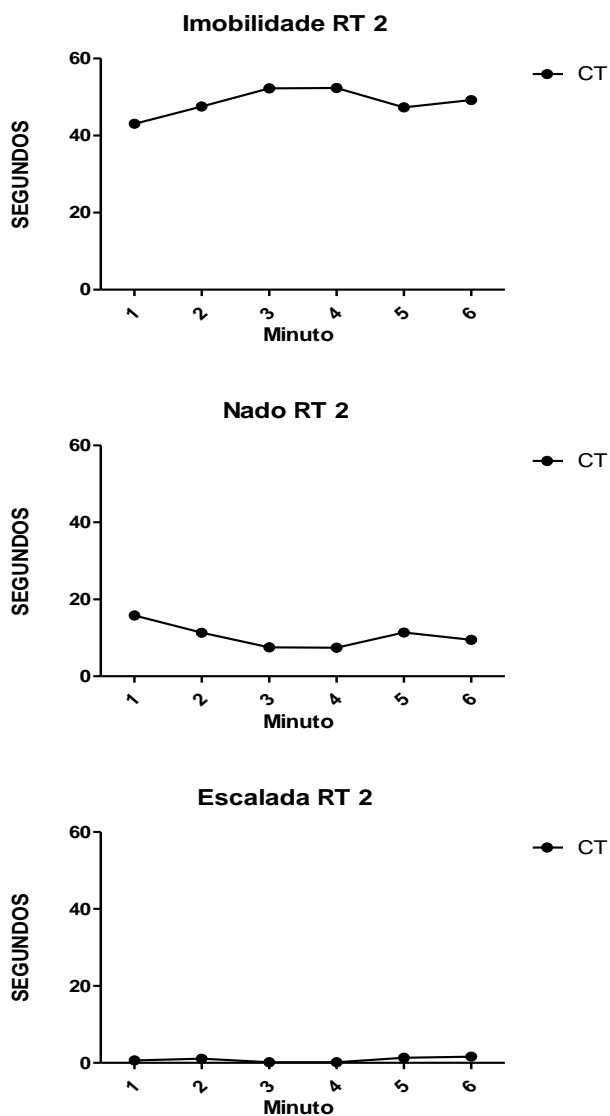 Imobilidade RT 2
60
40
20
0
SEGUNDOS
1 2 3 4 5 6
Minuto
CT
Nado RT 2
60
40
20
0
SEGUNDOS
1 2 3 4 5 6
Minuto
CT
Escalada RT 2
60
40
20
0
SEGUNDOS
1 2 3 4 5 6
Minuto
CT